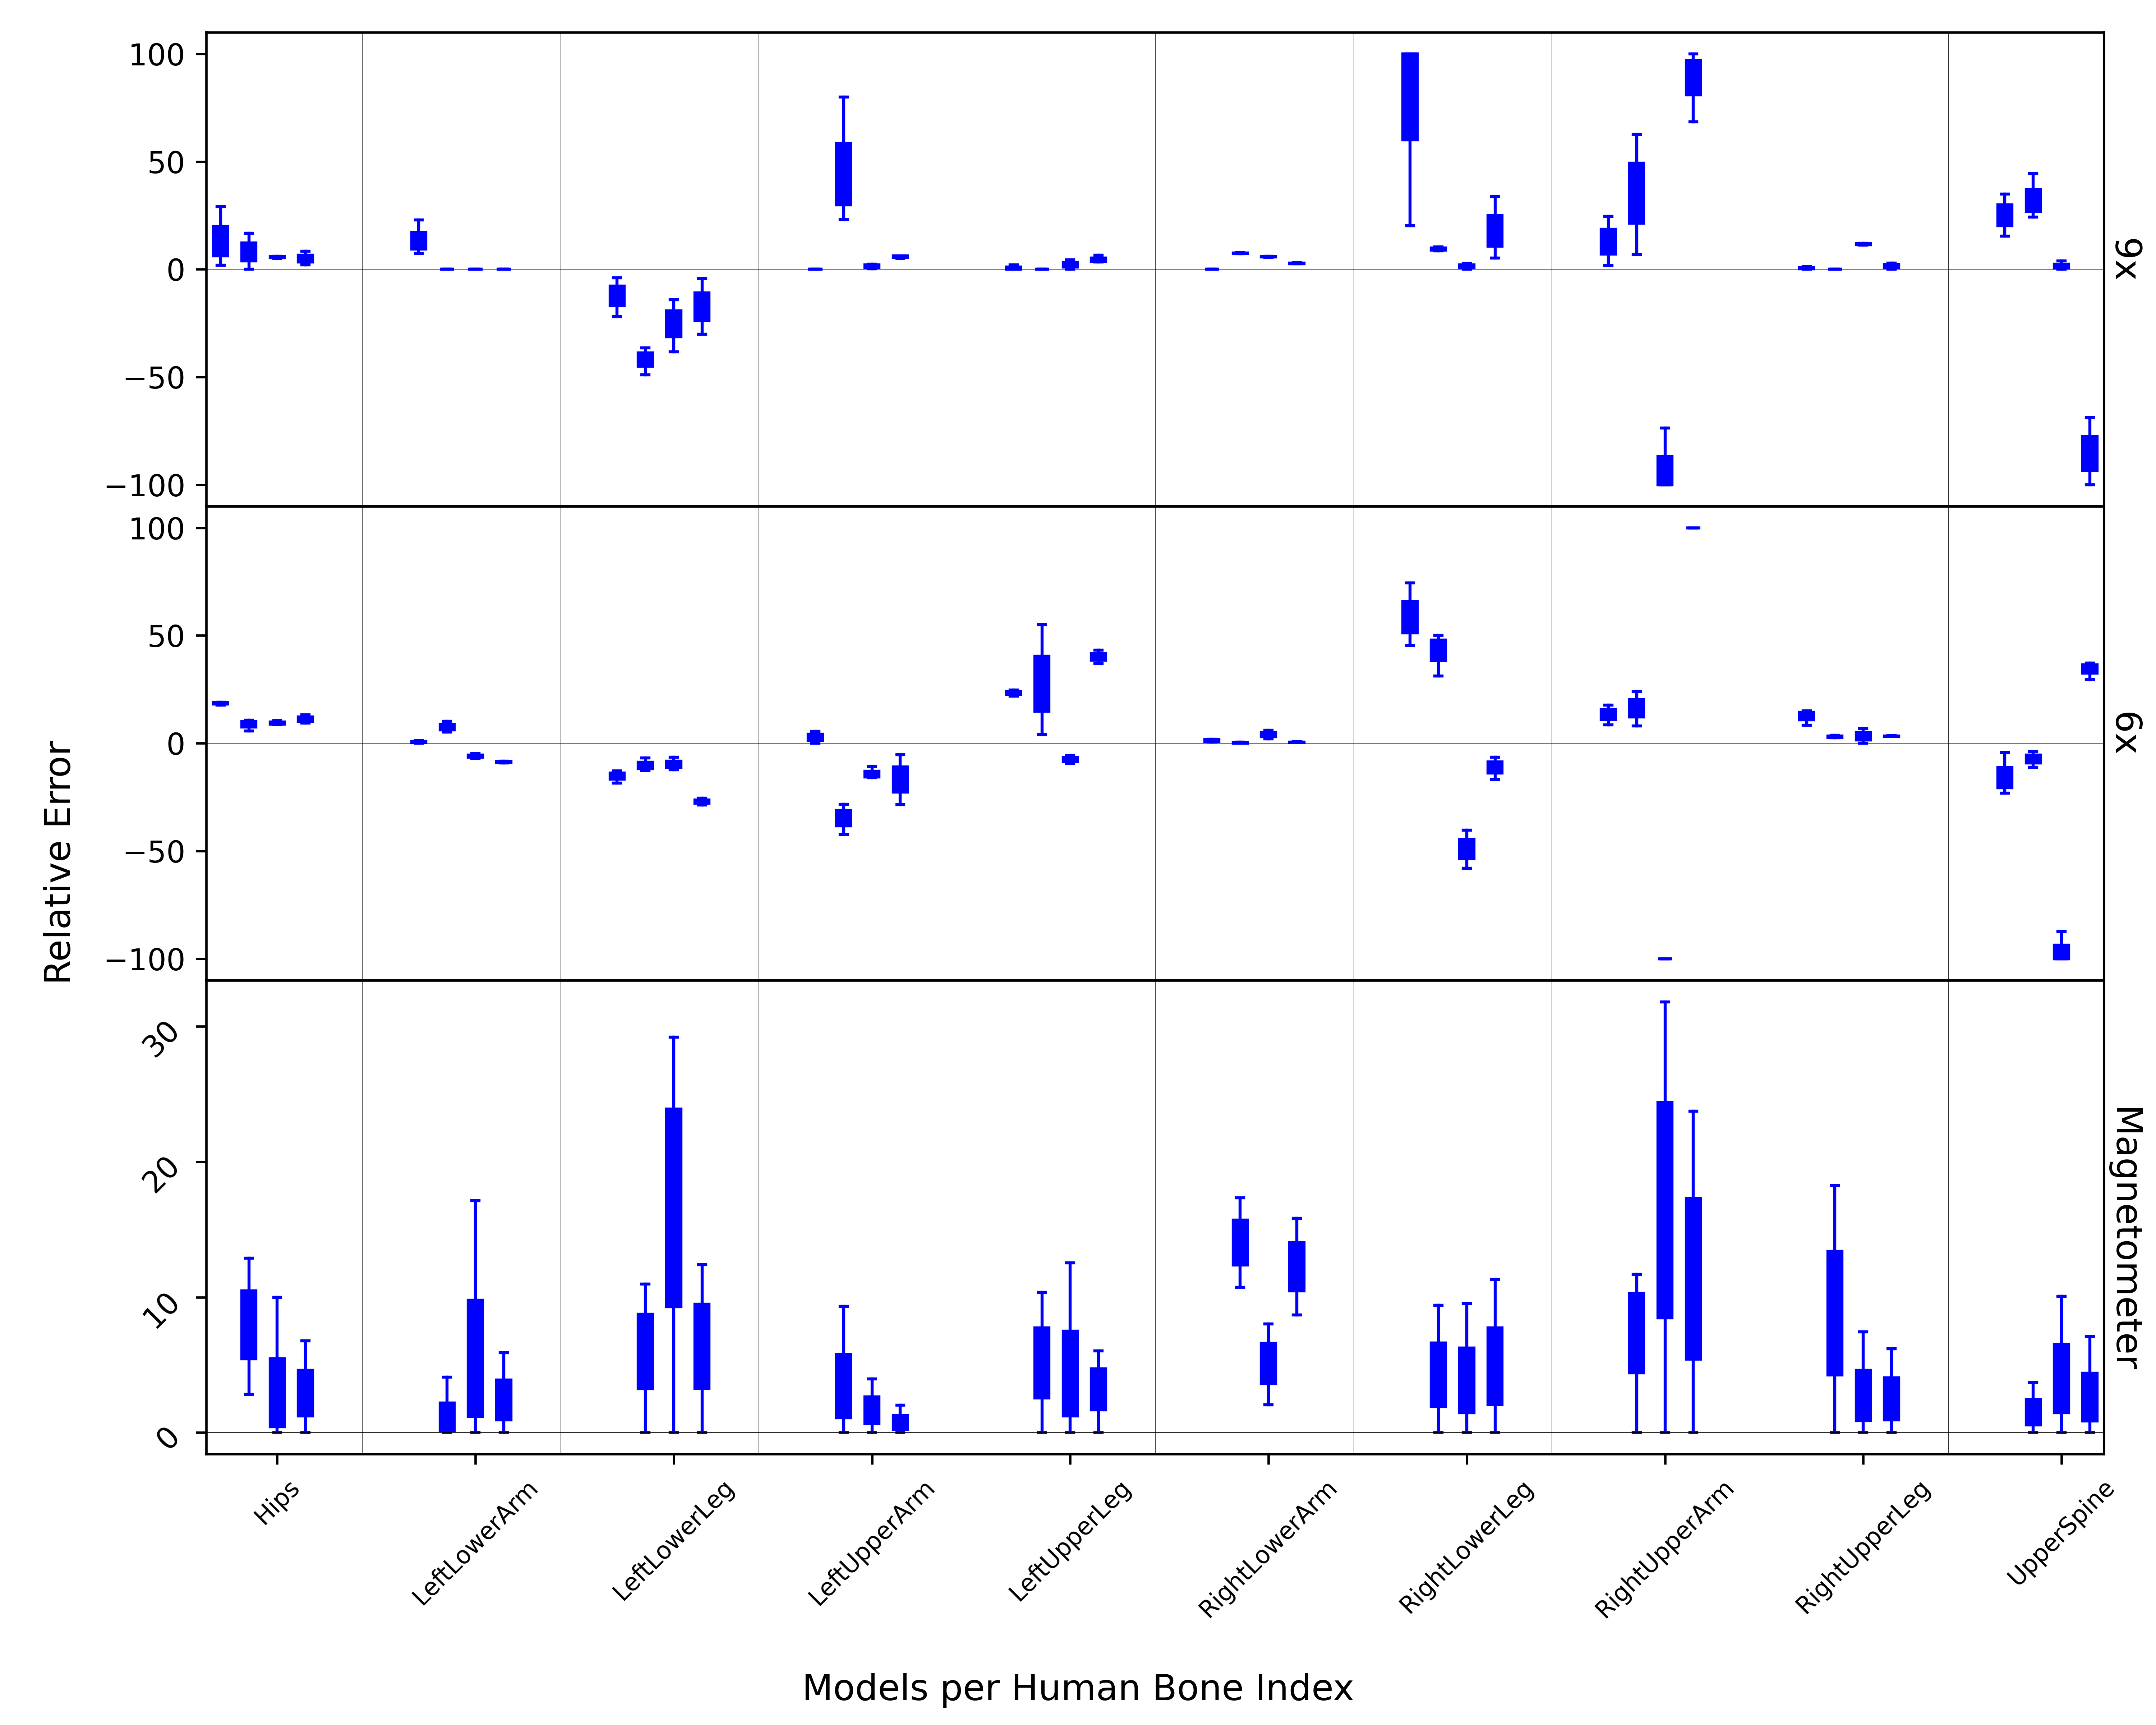 100
50
0
−50
−100
9x
100
50
0
−50
−100
6x
30
20
10
0
Magnetometer
Relative Error
Hips
LeftLowerArm
LeftLowerLeg
LeftUpperArm
LeftUpperLeg
RightLowerArm
RightLowerLeg
RightUpperArm
RightUpperLeg
UpperSpine
Models per Human Bone Index